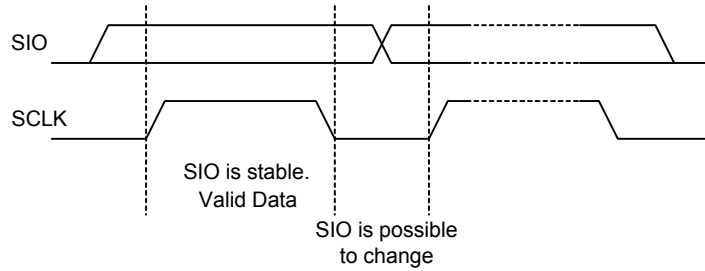 SIO
SCLK
SIO is stable.
Valid Data
SIO is possible
to change